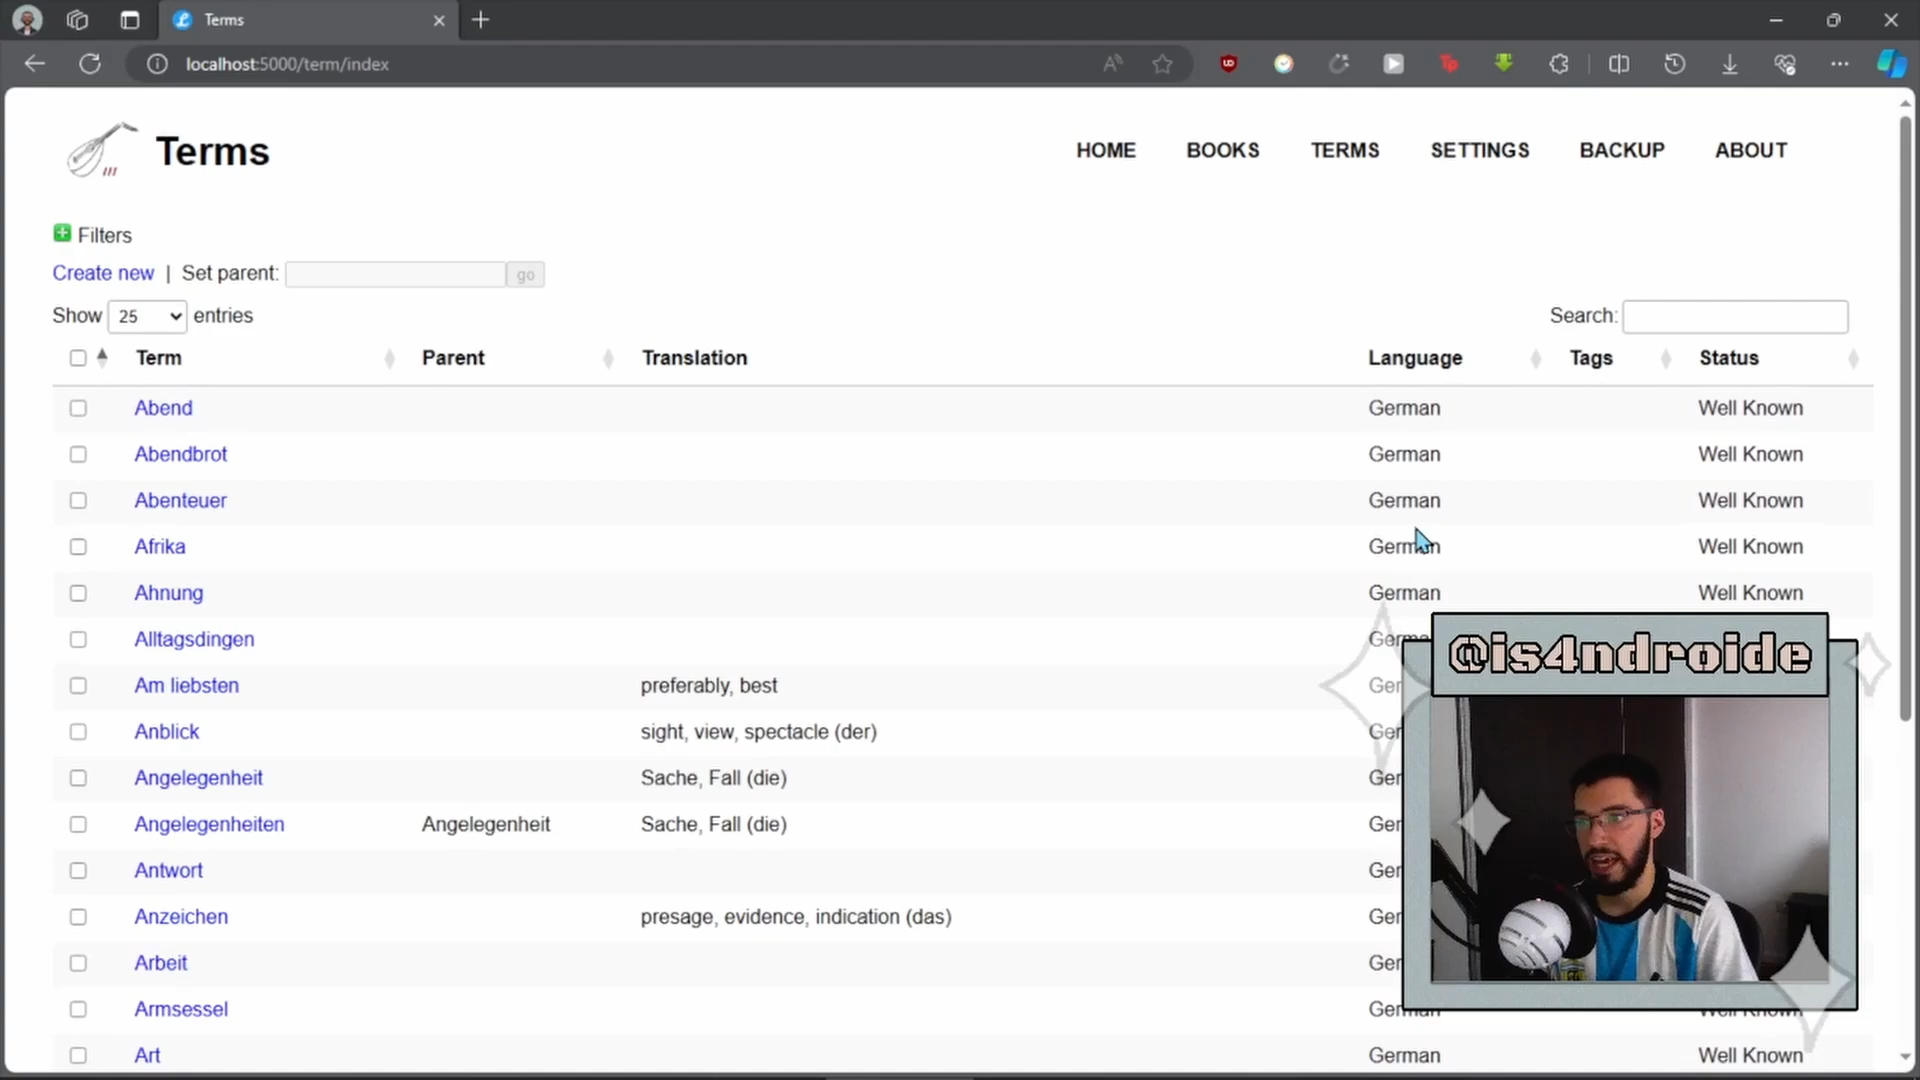 Terms
localhost:5000/term/index
Terms
HOME BOOKS TERMS SETTINGS BACKUP ABOUT
Filters
Create new | Set parent: go
Show 25 entries
Search:
Term Parent Translation Language Tags Status
Abend German Well Known
Abendbrot German Well Known
Abenteuer German Well Known
Afrika German Well Known
Ahnung German Well Known
Alltagsdingen
@is4ndroide
Am liebsten preferably, best
Anblick sight, view, spectacle (der)
Angelegenheit Sache, Fall (die)
Angelegenheiten Angelegenheit Sache, Fall (die)
Antwort
Anzeichen presage, evidence, indication (das)
Arbeit
Armsessel
Art German Well Known